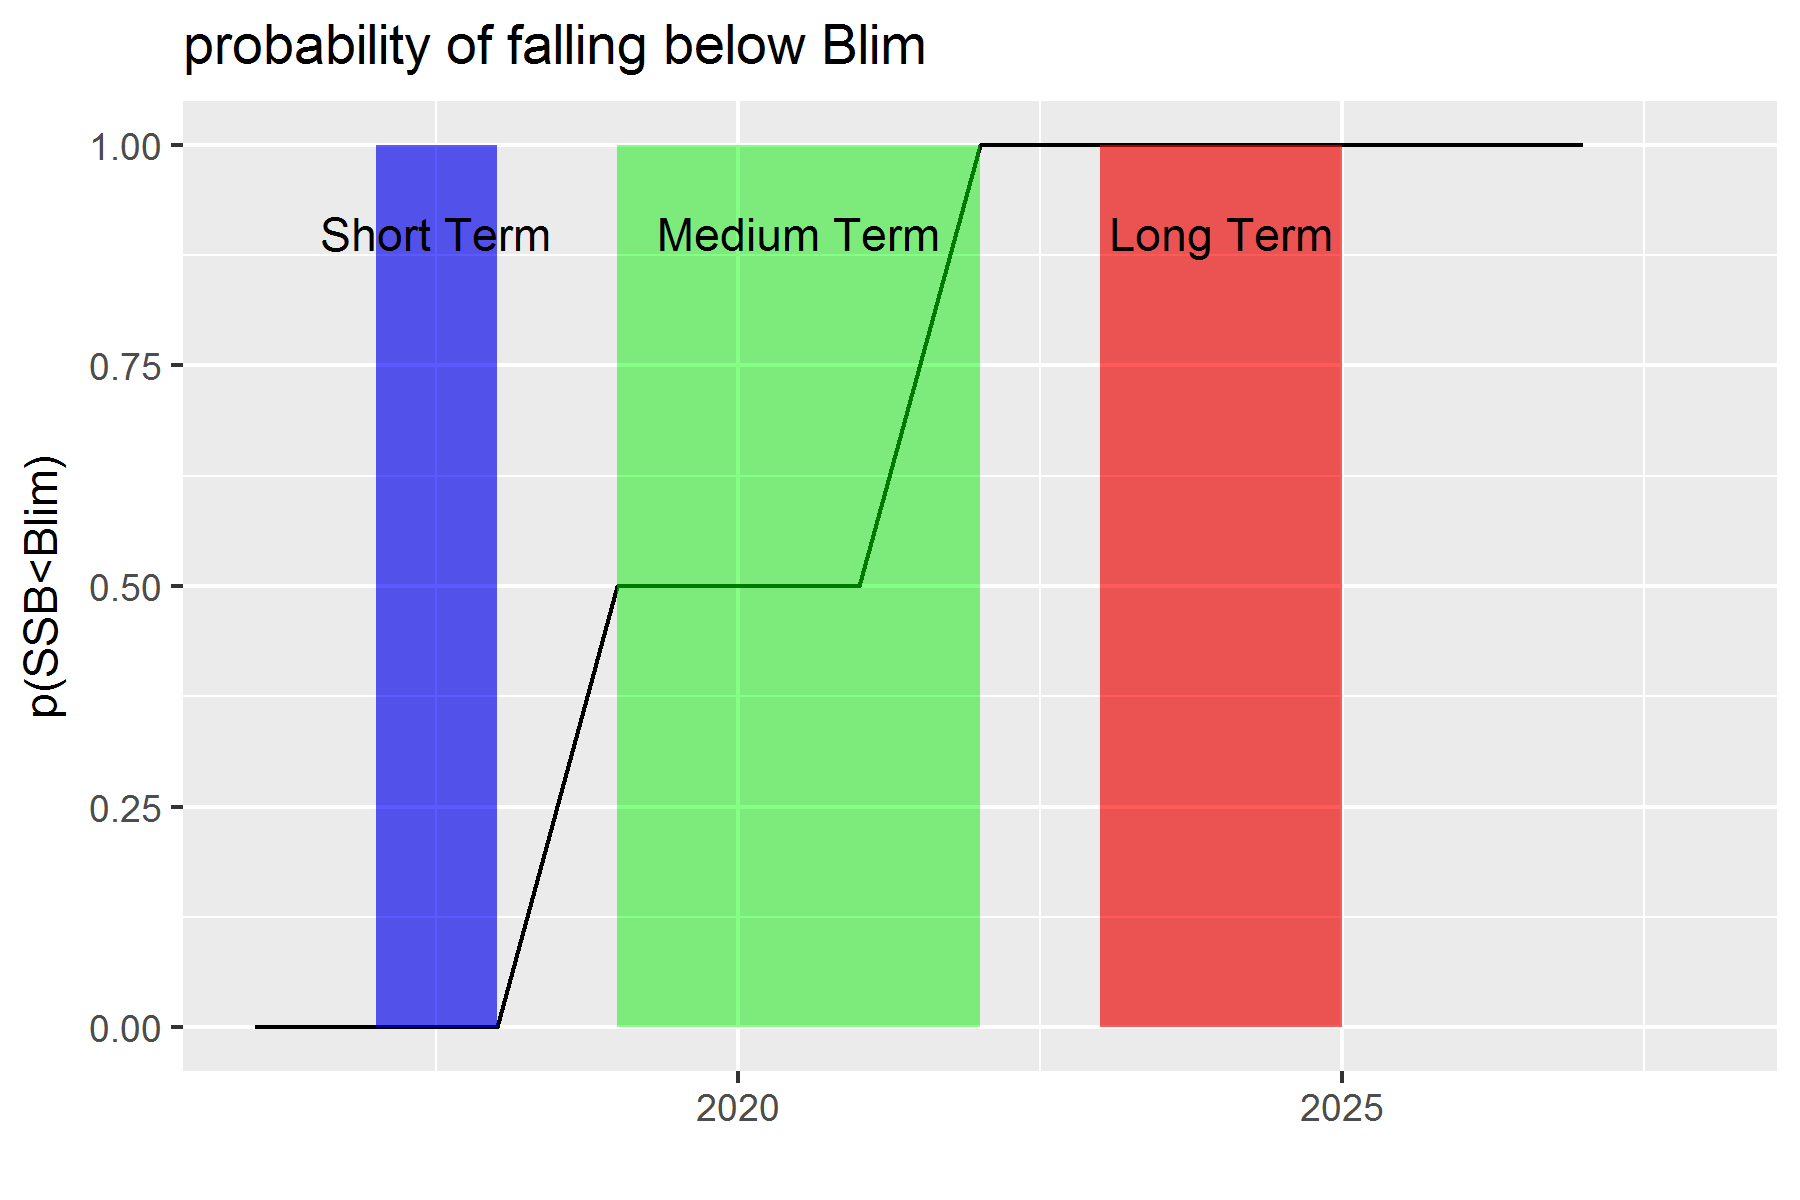 probability of falling below Blim
p(SSB<Blim)
1.00
0.75
0.50
0.25
0.00
Short Term
Medium Term
Long Term
2020
2025